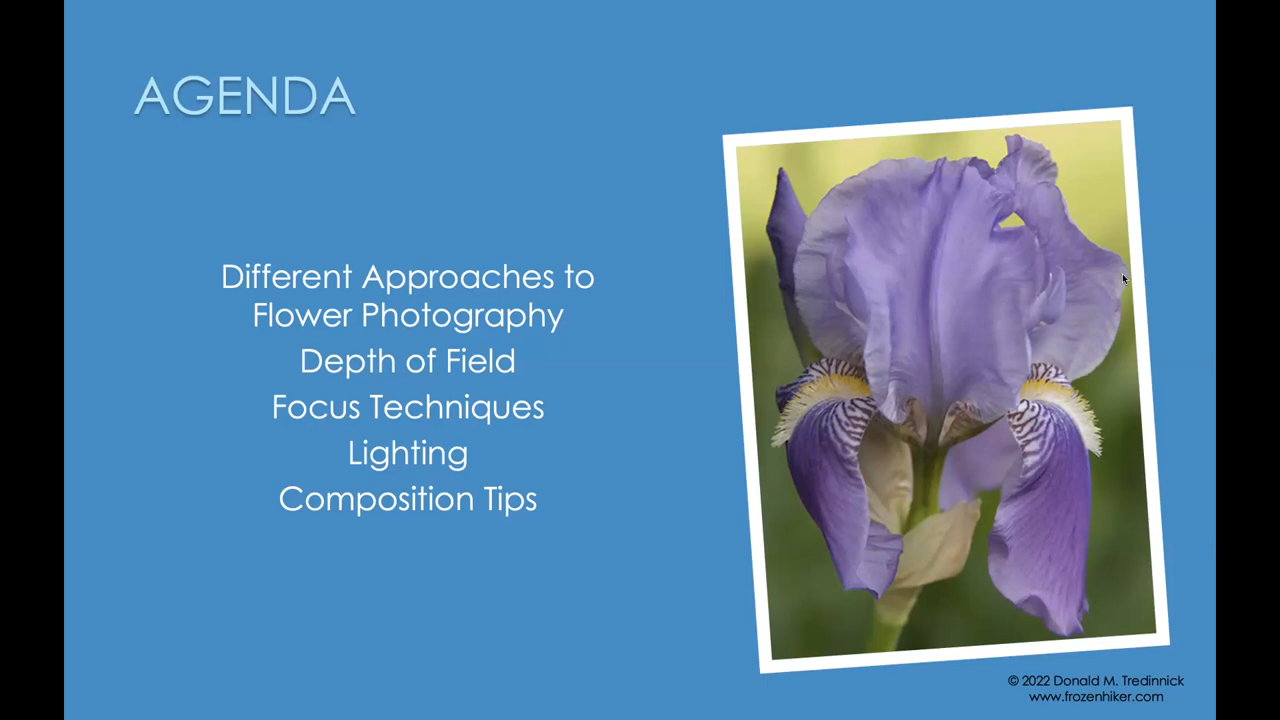 AGENDA
Different Approaches to
Flower Photography
Depth of Field
Focus Techniques
Lighting
Composition Tips
© 2022 Donald M. Tredinnick
www.frozenhiker.com